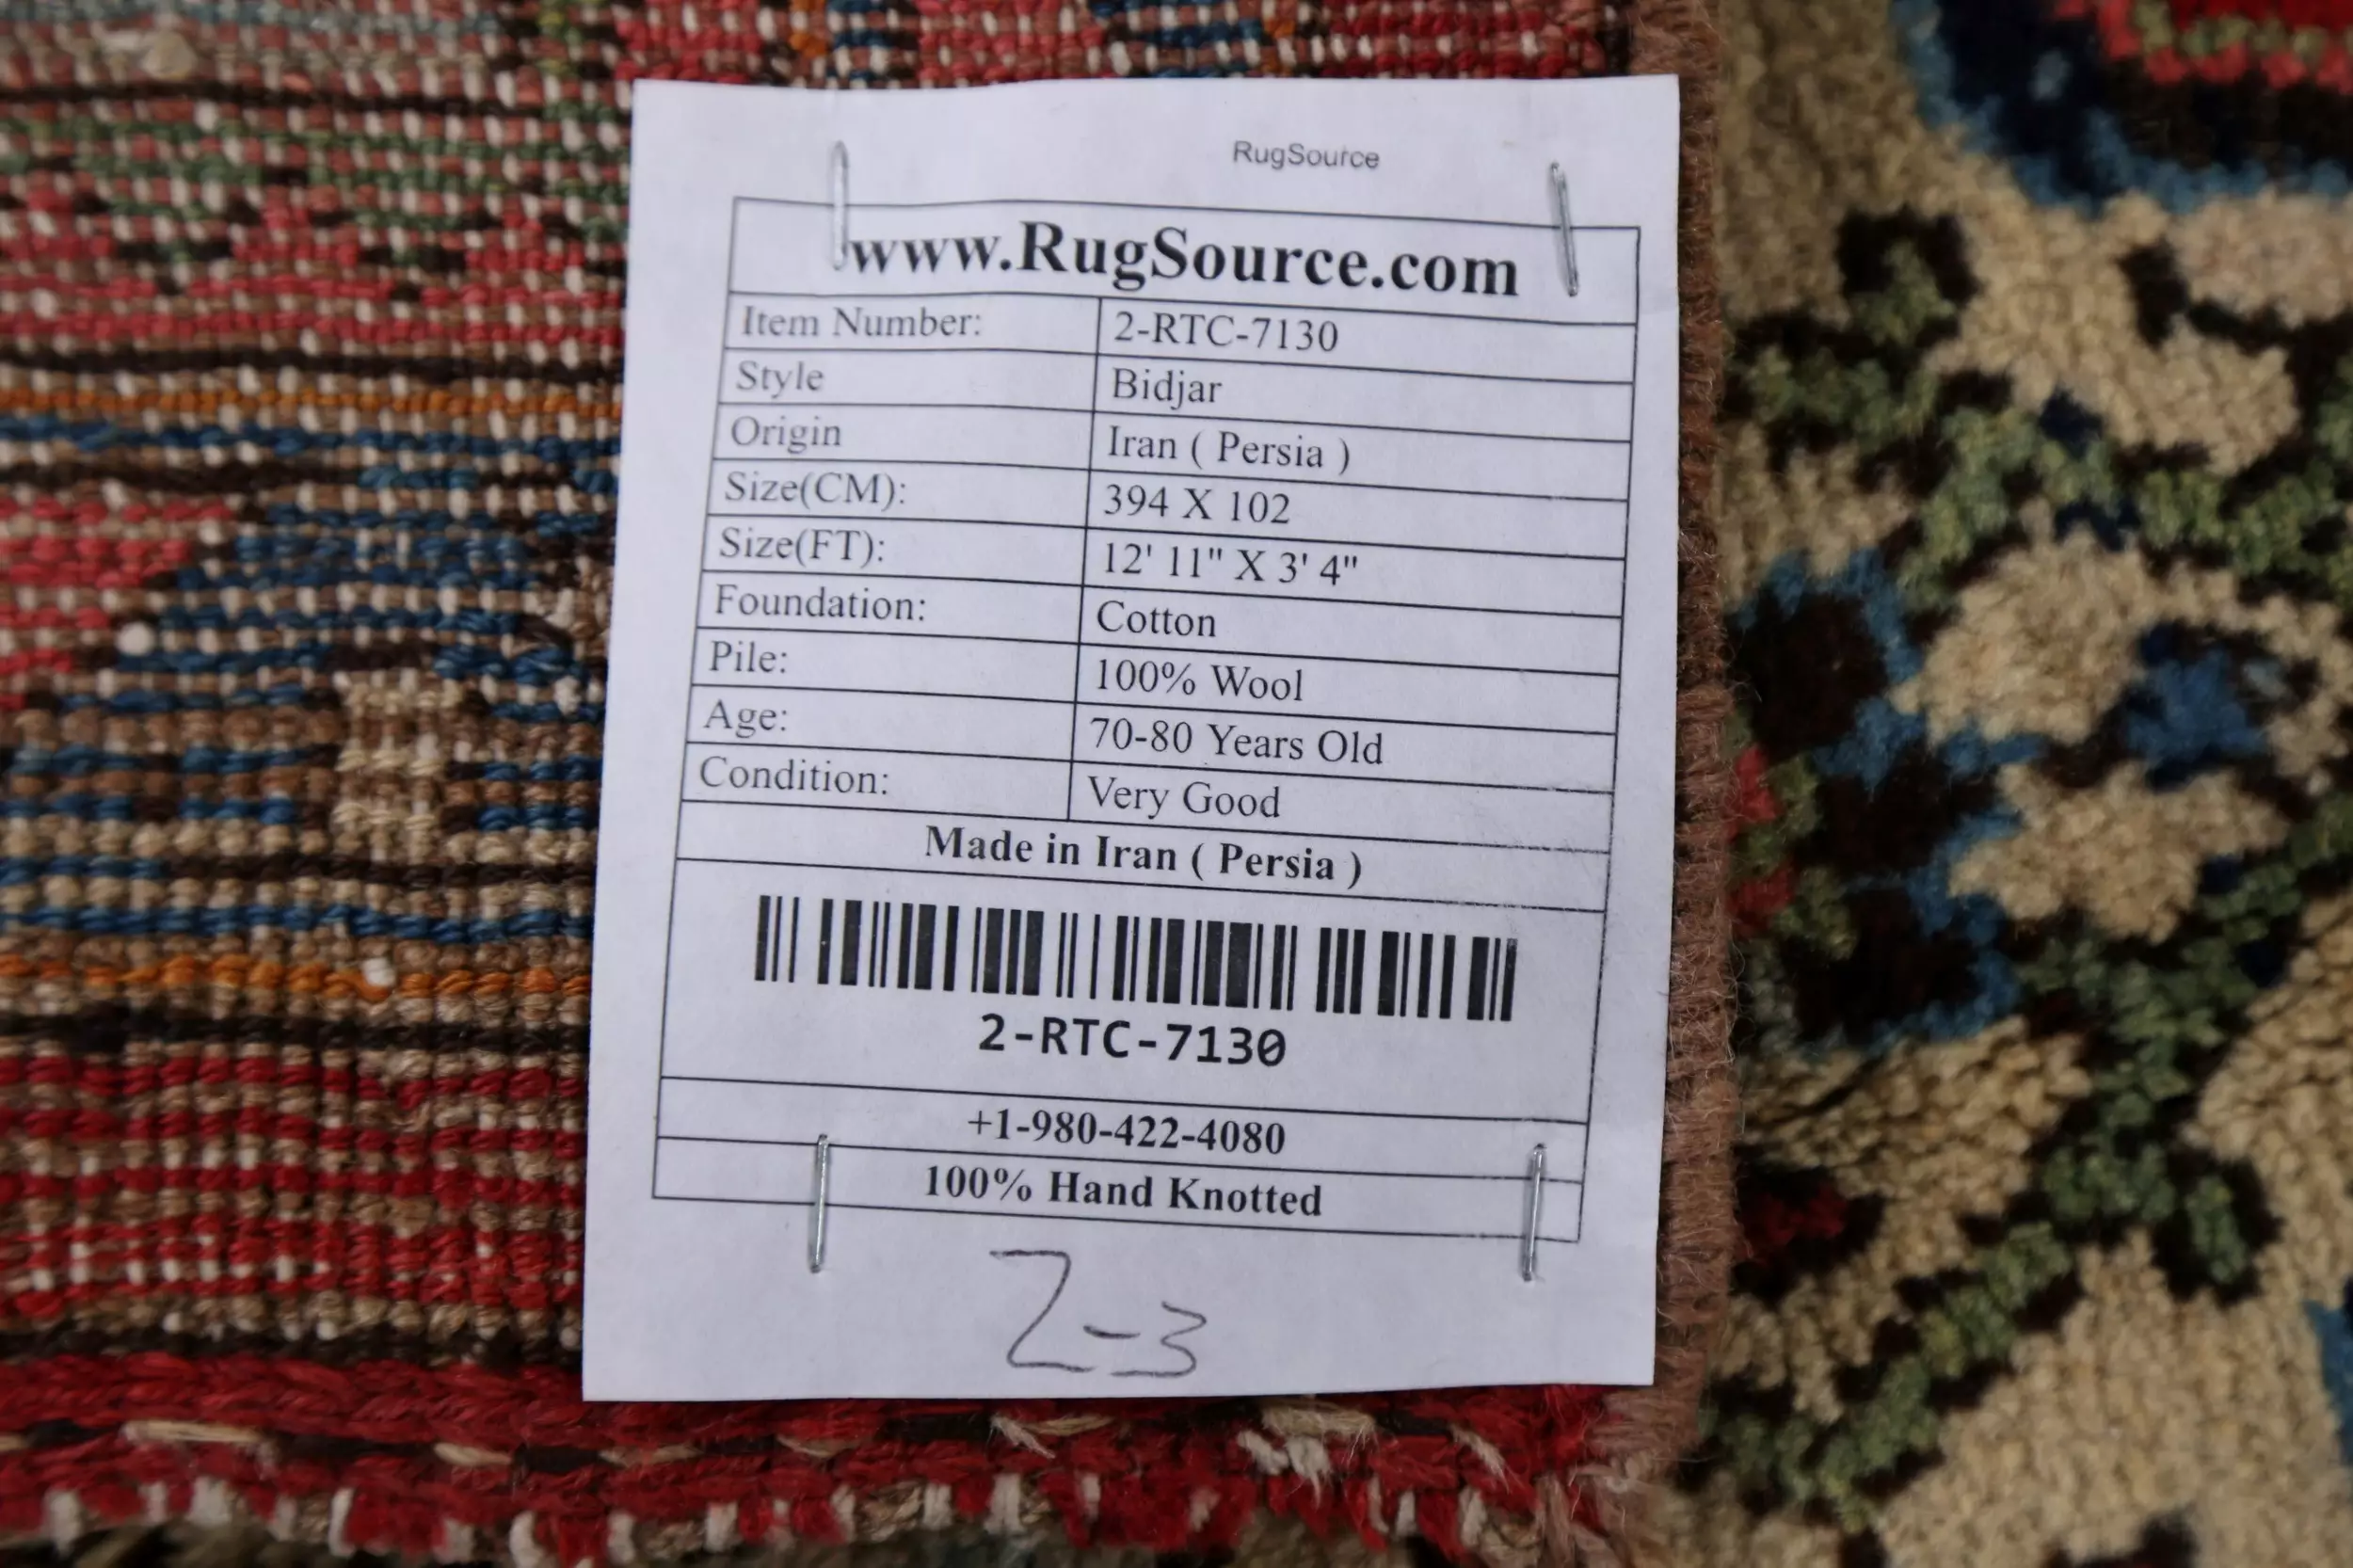 RugSource
www.RugSource.com
Item Number: 2-RTC-7130
Style Bidjar
Origin Iran ( Persia )
Size(CM): 394 X 102
Size(FT): 12' 11" X 3' 4"
Foundation: Cotton
Pile: 100% Wool
Age: 70-80 Years Old
Condition: Very Good
Made in Iran ( Persia )
2-RTC-7130
+1-980-422-4080
100% Hand Knotted
Z-3